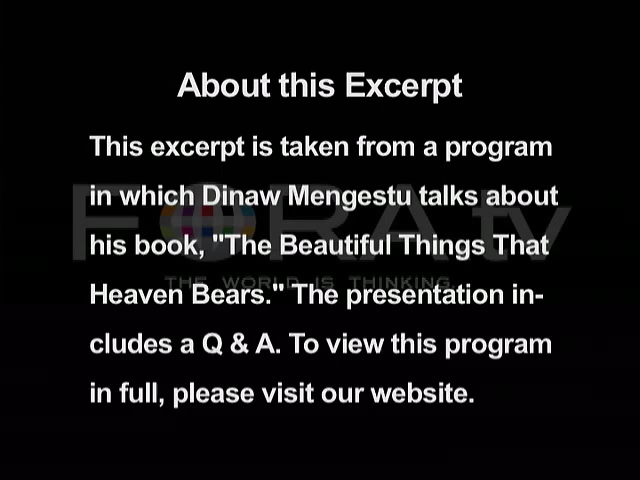 About this Excerpt
This excerpt is taken from a program
in which Dinaw Mengestu talks about
FORA.tv
his book, "The Beautiful Things That
THE WORLD IS THINKING
Heaven Bears." The presentation in-
cludes a Q & A. To view this program
in full, please visit our website.